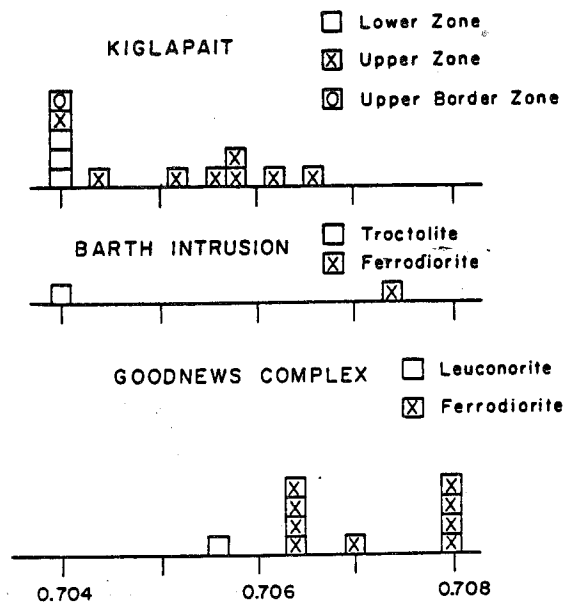 KIGLAPAIT
Lower Zone
Upper Zone
Upper Border Zone
BARTH INTRUSION
Troctolite
Ferrodiorite
GOODNEWS COMPLEX
Leuconorite
Ferrodiorite
0.704
0.706
0.708